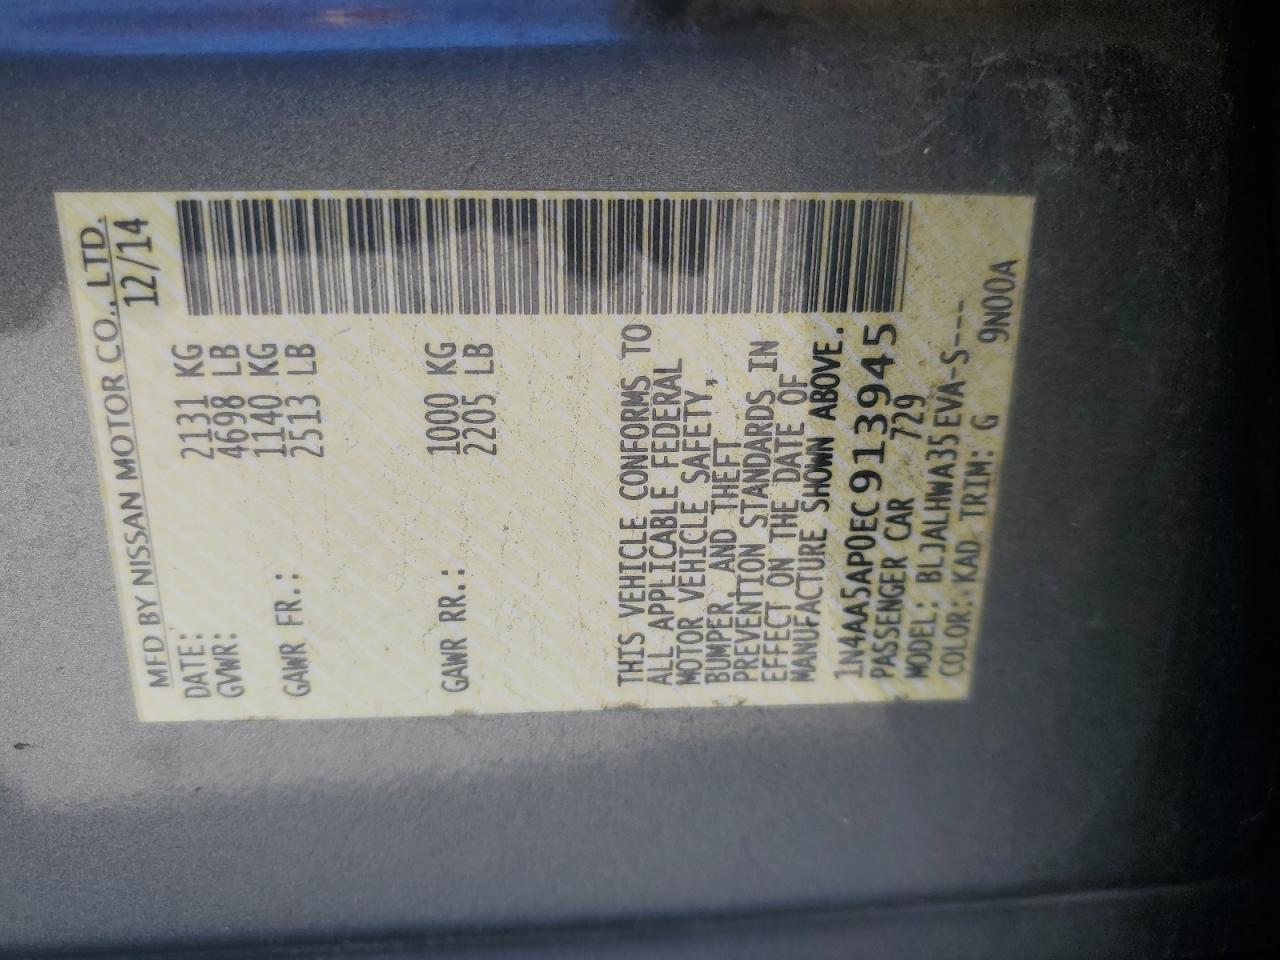 MFD BY NISSAN MOTOR CO., LTD.
DATE: 12/14
GVWR: 2131 KG
4698 LB
GAWR FR.: 1140 KG
2513 LB
GAWR RR.: 1000 KG
2205 LB
THIS VEHICLE CONFORMS TO
ALL APPLICABLE FEDERAL
MOTOR VEHICLE SAFETY,
BUMPER AND THEFT
PREVENTION STANDARDS IN
EFFECT ON THE DATE OF
MANUFACTURE SHOWN ABOVE.
1N4AA5AP0EC913945
PASSENGER CAR 729
MODEL: BLJALHWA35EVA-S---
COLOR: KAD TRIM: G 9N00A